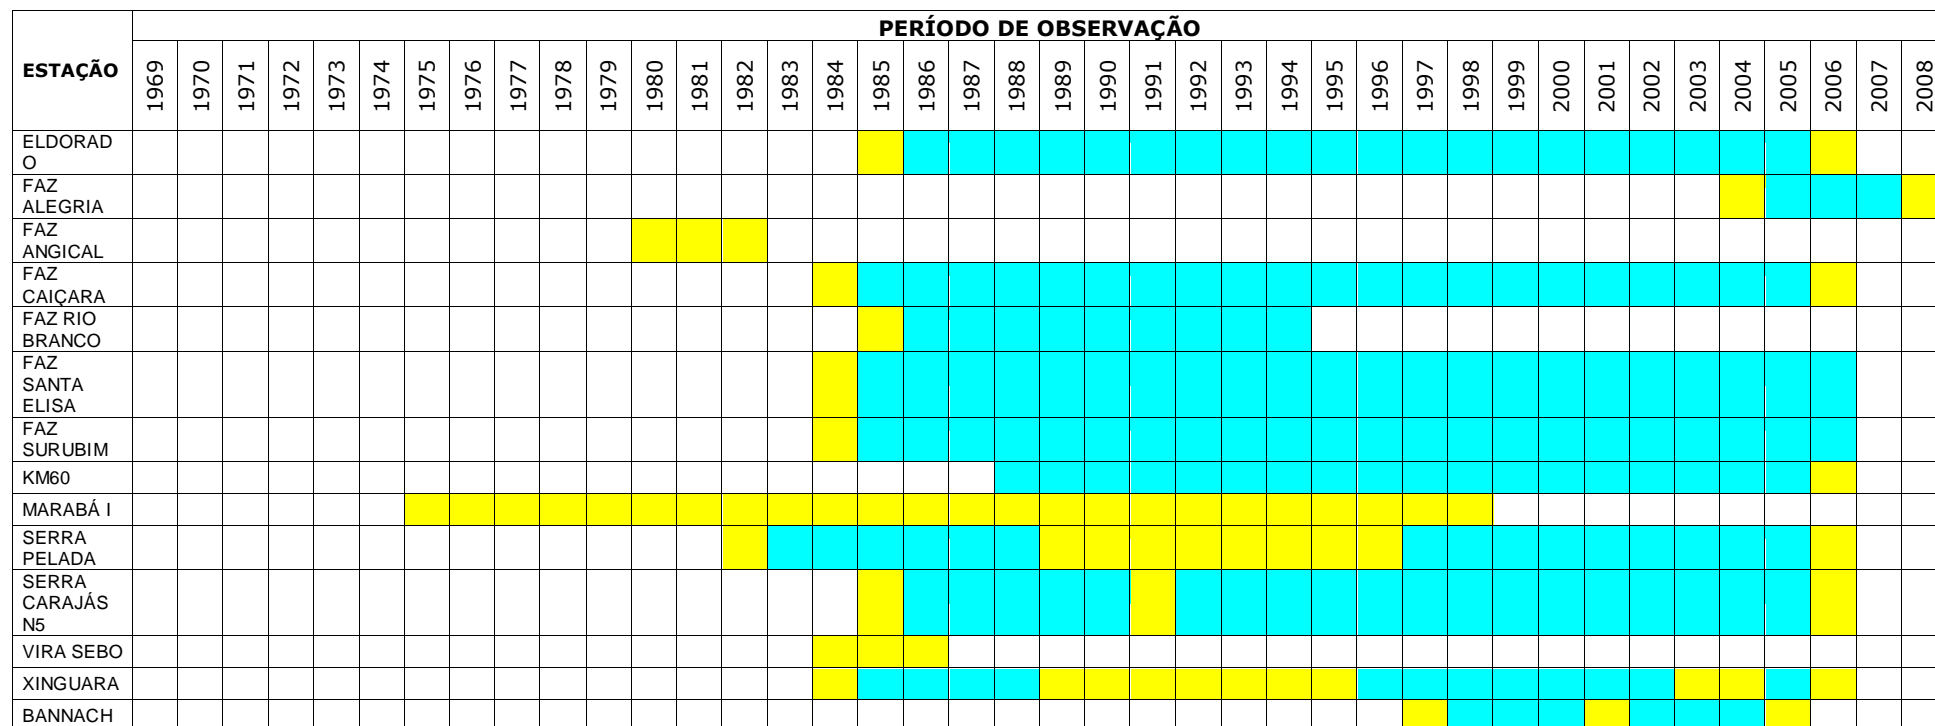 PERÍODO DE OBSERVAÇÃO
ESTAÇÃO
1969 1970 1971 1972 1973 1974 1975 1976 1977 1978 1979 1980 1981 1982 1983 1984 1985 1986 1987 1988 1989 1990 1991 1992 1993 1994 1995 1996 1997 1998 1999 2000 2001 2002 2003 2004 2005 2006 2007 2008
ELDORAD
O
FAZ
ALEGRIA
FAZ
ANGICAL
FAZ
CAIÇARA
FAZ RIO
BRANCO
FAZ
SANTA
ELISA
FAZ
SURUBIM
KM60
MARABÁ I
SERRA
PELADA
SERRA
CARAJÁS
N5
VIRA SEBO
XINGUARA
BANNACH